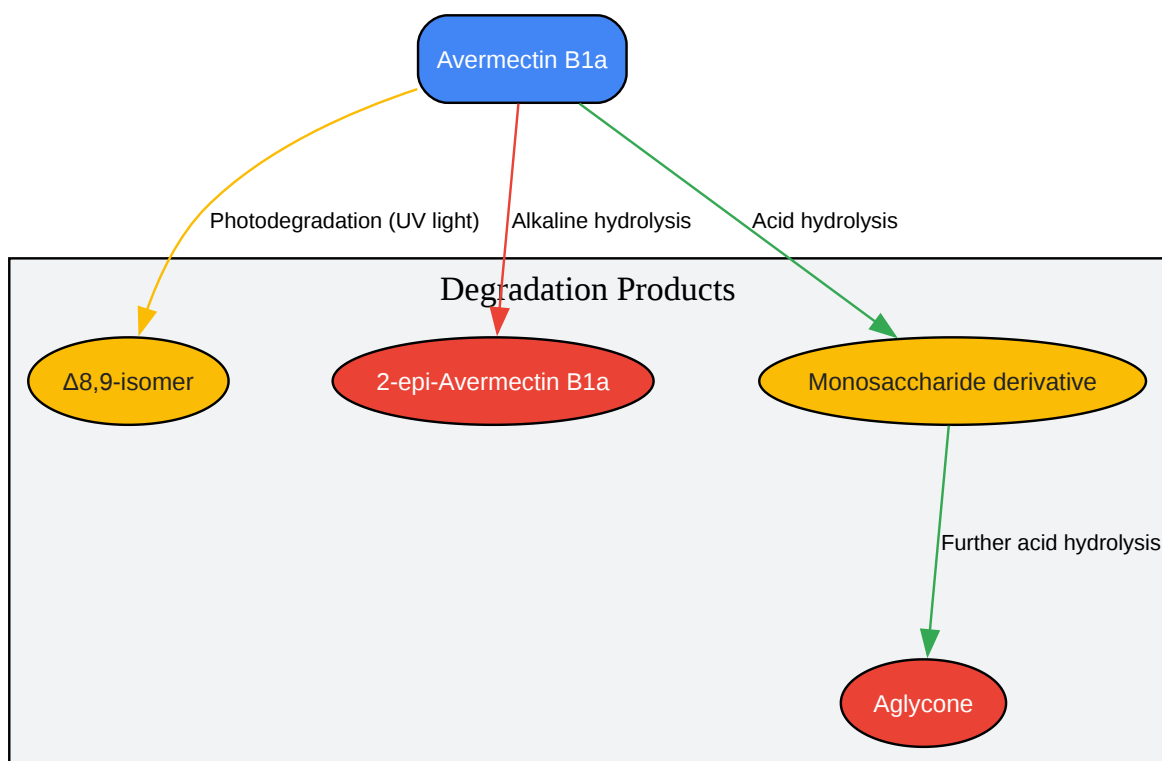 Avermectin B1a
Photodegradation (UV light)
Alkaline hydrolysis
Acid hydrolysis
Degradation Products
Δ8,9-isomer
2-epi-Avermectin B1a
Monosaccharide derivative
Further acid hydrolysis
Aglycone